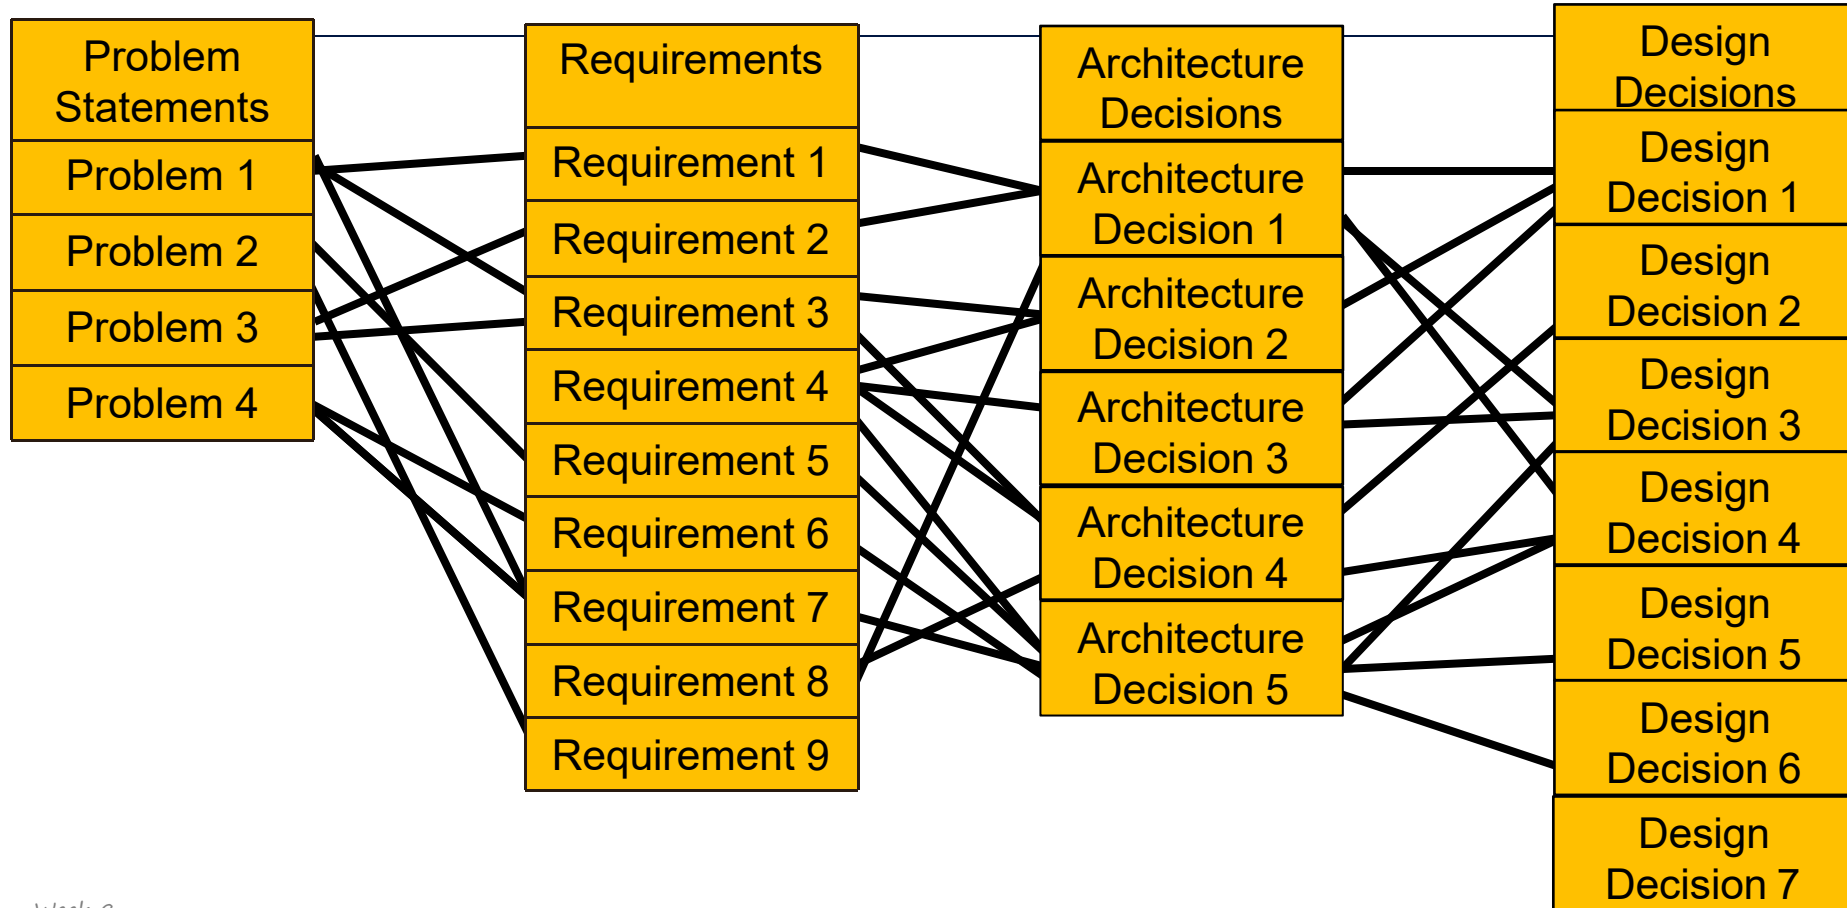 Problem
Statements
Problem 1
Problem 2
Problem 3
Problem 4
Requirements
Requirement 1
Requirement 2
Requirement 3
Requirement 4
Requirement 5
Requirement 6
Requirement 7
Requirement 8
Requirement 9
Architecture
Decisions
Architecture
Decision 1
Architecture
Decision 2
Architecture
Decision 3
Architecture
Decision 4
Architecture
Decision 5
Design
Decisions
Design
Decision 1
Design
Decision 2
Design
Decision 3
Design
Decision 4
Design
Decision 5
Design
Decision 6
Design
Decision 7